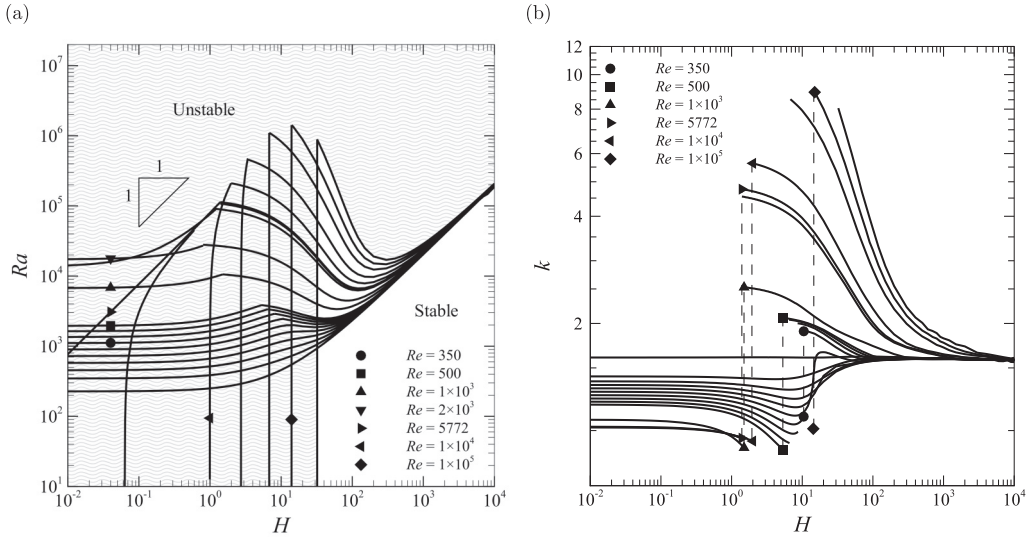 (a)
10^7
10^6
10^5
10^4
10^3
10^2
10^1
Ra
Unstable
1
1
Stable
Re = 350
Re = 500
Re = 1×10^3
Re = 2×10^3
Re = 5772
Re = 1×10^4
Re = 1×10^5
10^-2 10^-1 10^0 10^1 10^2 10^3 10^4
H
(b)
12
10
8
6
4
2
k
Re = 350
Re = 500
Re = 1×10^3
Re = 5772
Re = 1×10^4
Re = 1×10^5
10^-2 10^-1 10^0 10^1 10^2 10^3 10^4
H